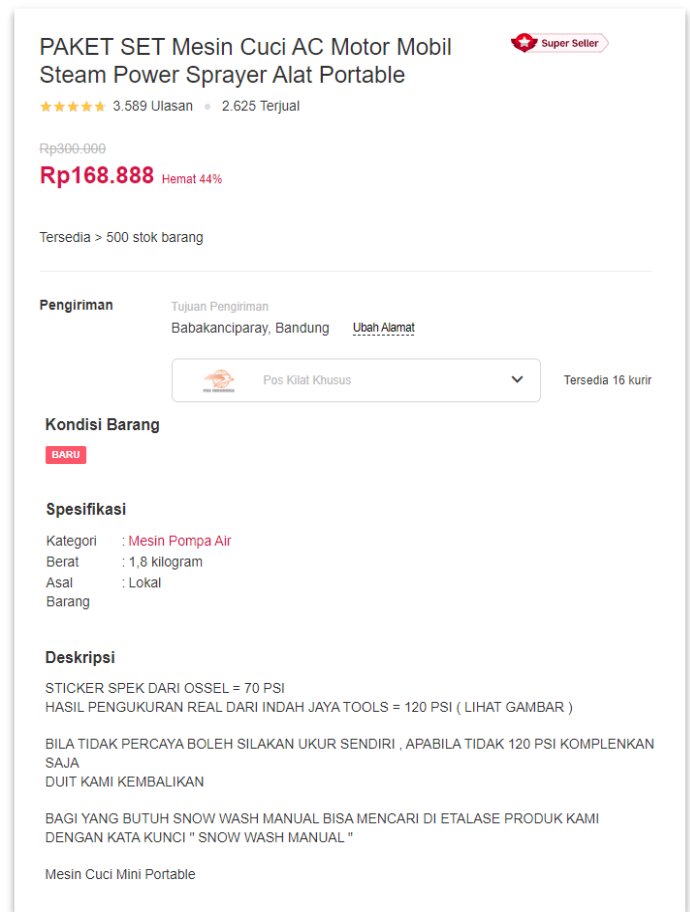 PAKET SET Mesin Cuci AC Motor Mobil
Steam Power Sprayer Alat Portable
Super Seller
3.589 Ulasan 2.625 Terjual
Rp300.000
Rp168.888 Hemat 44%
Tersedia > 500 stok barang
Pengiriman
Tujuan Pengiriman
Babakanciparay, Bandung Ubah Alamat
Pos Kilat Khusus
Tersedia 16 kurir
Kondisi Barang
BARU
Spesifikasi
Kategori : Mesin Pompa Air
Berat : 1,8 kilogram
Asal : Lokal
Barang
Deskripsi
STICKER SPEK DARI OSSEL = 70 PSI
HASIL PENGUKURAN REAL DARI INDAH JAYA TOOLS = 120 PSI ( LIHAT GAMBAR )
BILA TIDAK PERCAYA BOLEH SILAKAN UKUR SENDIRI , APABILA TIDAK 120 PSI KOMPLENKAN
SAJA
DUIT KAMI KEMBALIKAN
BAGI YANG BUTUH SNOW WASH MANUAL BISA MENCARI DI ETALASE PRODUK KAMI
DENGAN KATA KUNCI " SNOW WASH MANUAL "
Mesin Cuci Mini Portable